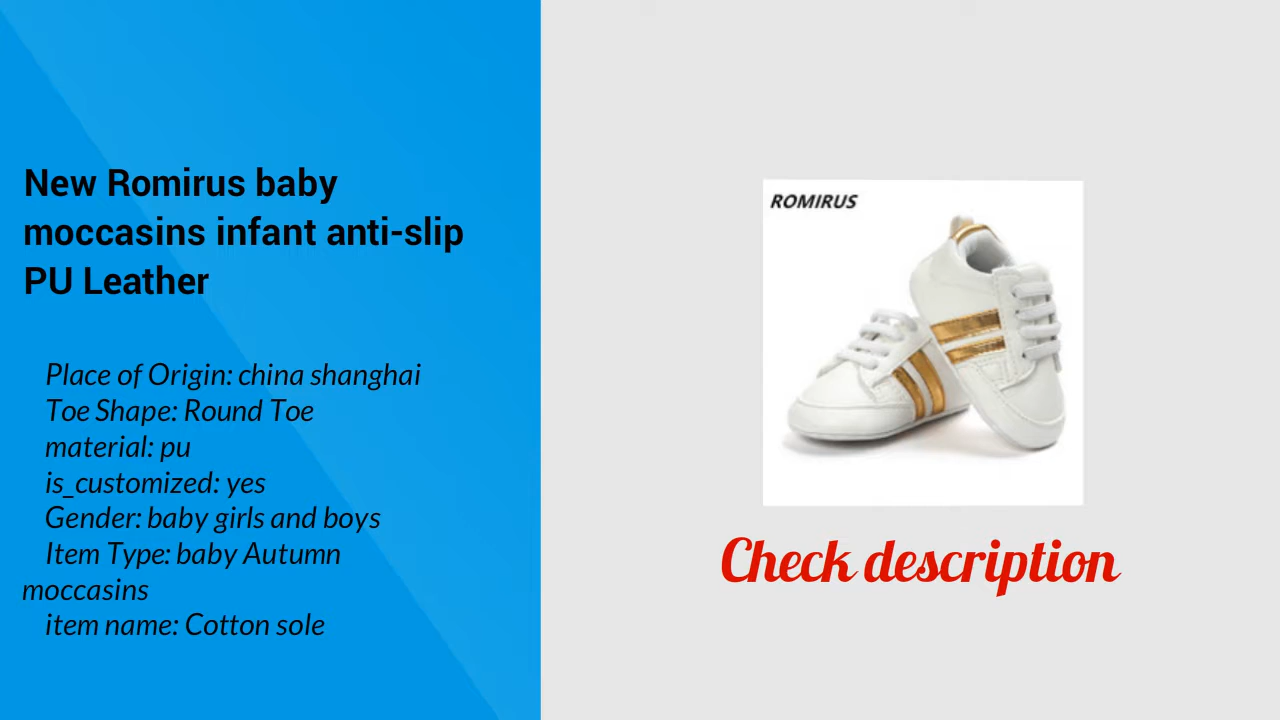 New Romirus baby
moccasins infant anti-slip
PU Leather
Place of Origin: china shanghai
Toe Shape: Round Toe
material: pu
is_customized: yes
Gender: baby girls and boys
Item Type: baby Autumn
moccasins
item name: Cotton sole
ROMIRUS
Check description